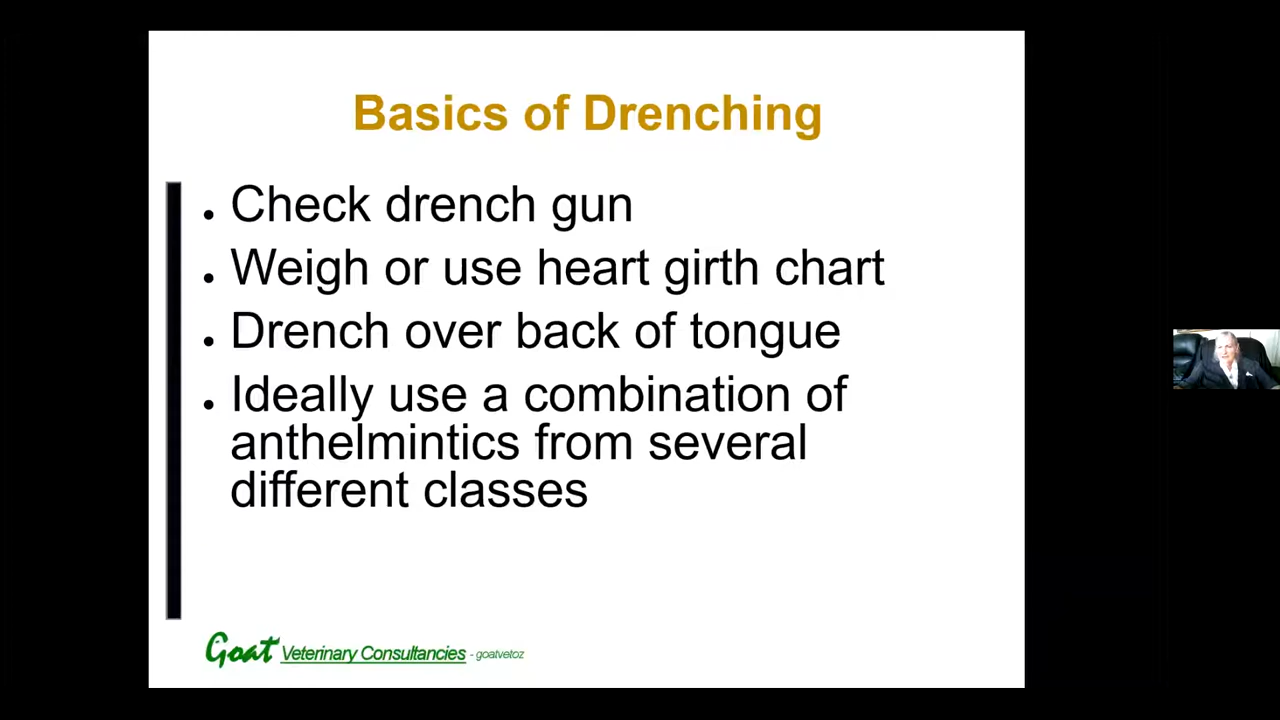 Basics of Drenching
• Check drench gun
• Weigh or use heart girth chart
• Drench over back of tongue
• Ideally use a combination of
anthelmintics from several
different classes
Goat Veterinary Consultancies - goatvetoz